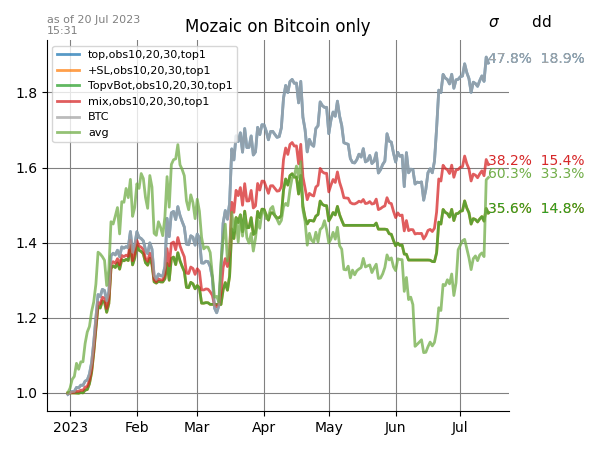 as of 20 Jul 2023
15:31
Mozaic on Bitcoin only
σ dd
top,obs10,20,30,top1
+SL,obs10,20,30,top1
TopvBot,obs10,20,30,top1
mix,obs10,20,30,top1
BTC
avg
47.8% 18.9%
38.2% 15.4%
60.3% 33.3%
35.6% 14.8%
1.8
1.6
1.4
1.2
1.0
2023 Feb Mar Apr May Jun Jul